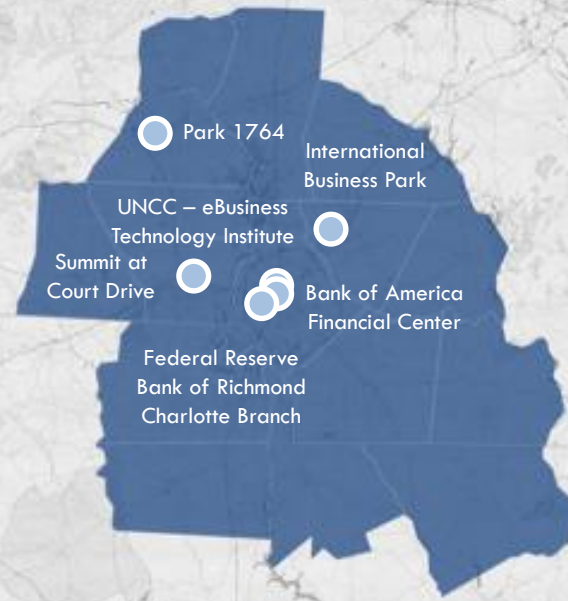 Park 1764
International
Business Park
UNCC – eBusiness
Technology Institute
Summit at
Court Drive
Bank of America
Financial Center
Federal Reserve
Bank of Richmond
Charlotte Branch